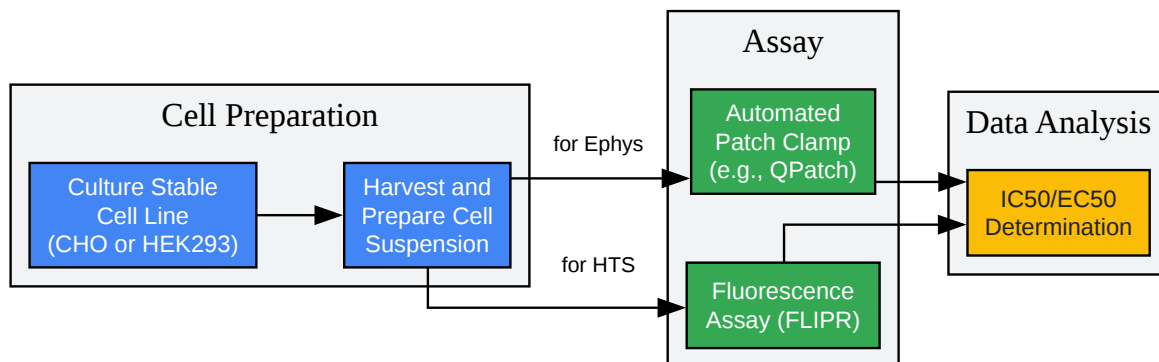 Cell Preparation
Culture Stable
Cell Line
(CHO or HEK293)
Harvest and
Prepare Cell
Suspension
for Ephys
for HTS
Assay
Automated
Patch Clamp
(e.g., QPatch)
Fluorescence
Assay (FLIPR)
Data Analysis
IC50/EC50
Determination